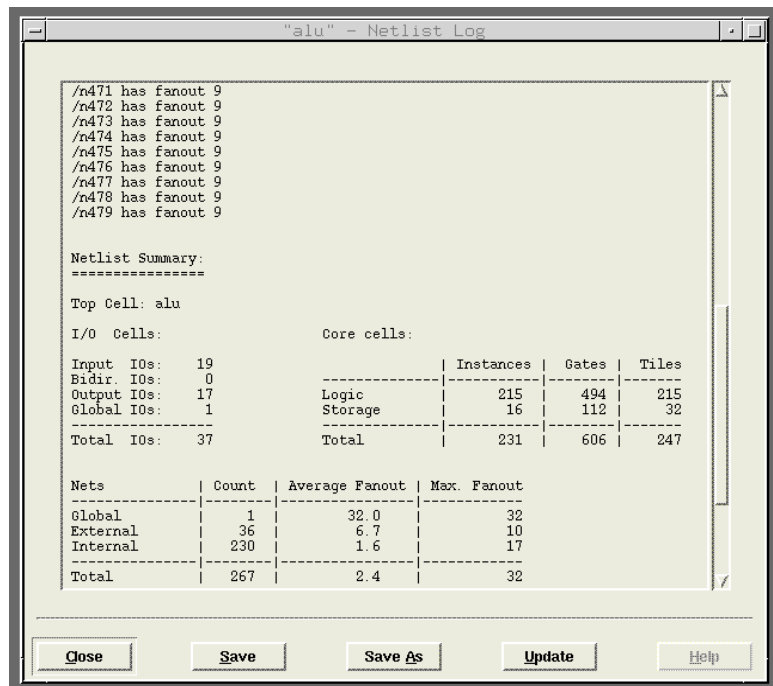 "alu" - Netlist Log
/n471 has fanout 9
/n472 has fanout 9
/n473 has fanout 9
/n474 has fanout 9
/n475 has fanout 9
/n476 has fanout 9
/n477 has fanout 9
/n478 has fanout 9
/n479 has fanout 9
Netlist Summary:
=================
Top Cell: alu
I/O Cells: Core cells:
Input IOs: 19 | Instances | Gates | Tiles
Bidir. IOs: 0 --------------|-----------|--------|-------
Output IOs: 17 Logic | 215 | 494 | 215
Global IOs: 1 Storage | 16 | 112 | 32
------------------ --------------|-----------|--------|-------
Total IOs: 37 Total | 231 | 606 | 247
Nets | Count | Average Fanout | Max. Fanout
----------------|--------|----------------|-------------
Global | 1 | 32.0 | 32
External | 36 | 6.7 | 10
Internal | 230 | 1.6 | 17
----------------|--------|----------------|-------------
Total | 267 | 2.4 | 32
Close Save Save As Update Help